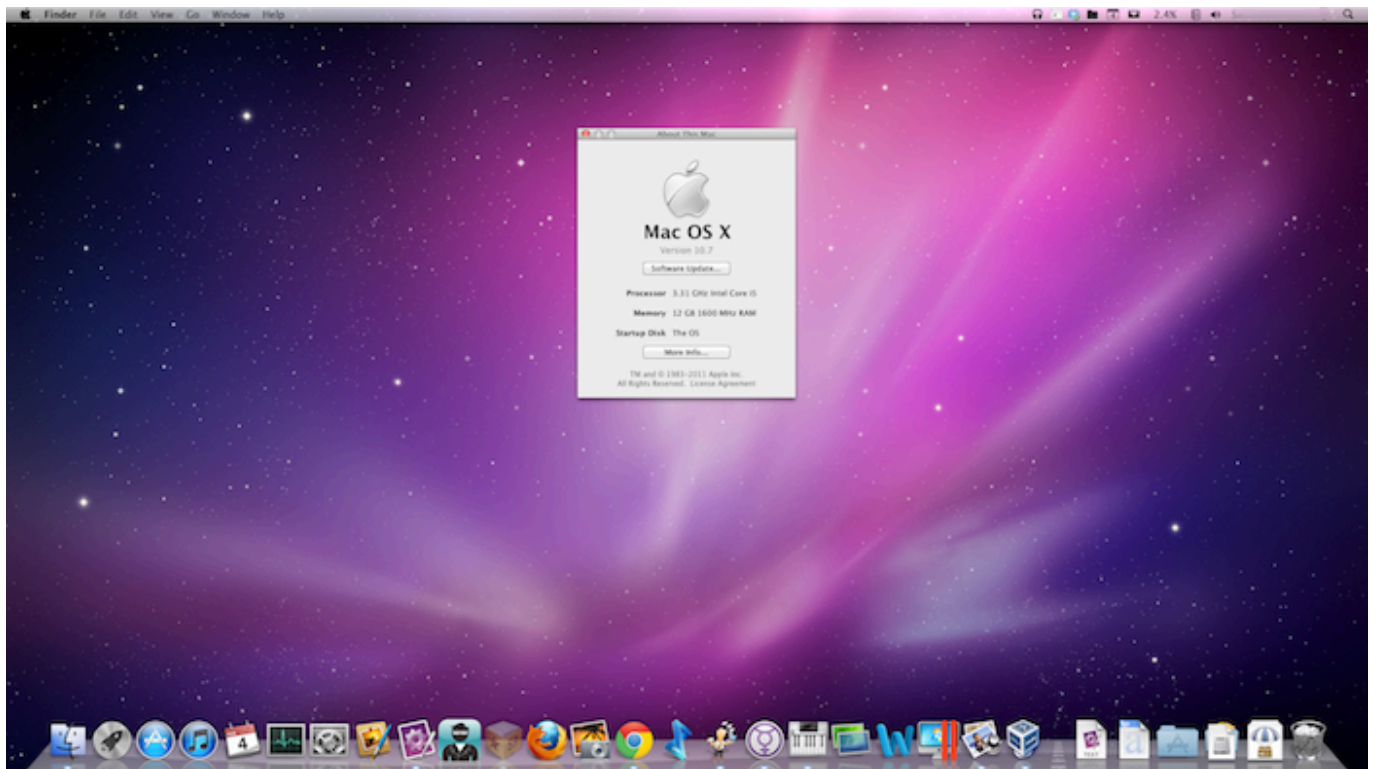 Finder File Edit View Go Window Help
4 2.4%
About This Mac
Mac OS X
Version 10.7
Software Update...
Processor 3.31 GHz Intel Core i5
Memory 12 GB 1600 MHz RAM
Startup Disk The OS
More Info...
TM and © 1983-2011 Apple Inc.
All Rights Reserved. License Agreement
4
TEXT